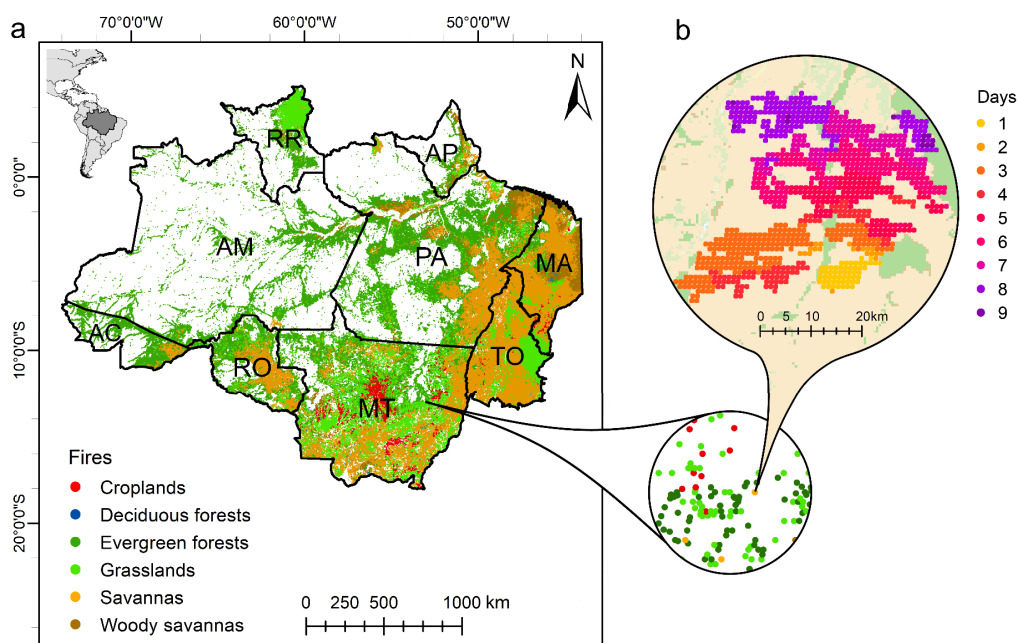 a
70°0'0"W 60°0'0"W 50°0'0"W
b
N
Days
1
2
3
4
5
6
7
8
9
0°0'0"
10°0'0"S
20°0'0"S
RR
AP
AM
PA
MA
AC
RO
TO
MT
0 5 10 20km
Fires
Croplands
Deciduous forests
Evergreen forests
Grasslands
Savannas
Woody savannas
0 250 500 1000 km